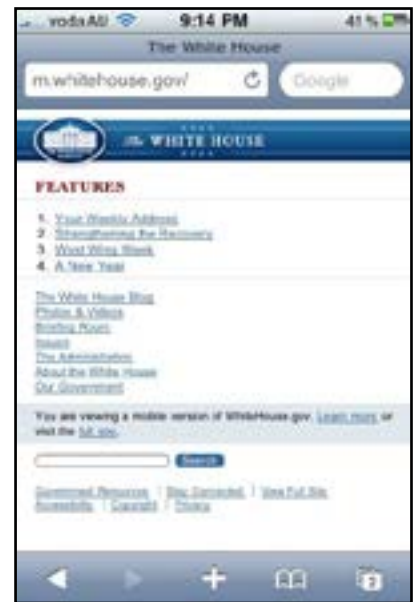 vodaAU 9:14 PM 41 %
The White House
m.whitehouse.gov/ Google
the WHITE HOUSE
FEATURES
1. Your Weekly Address
2. Strengthening the Recovery
3. West Wing Week
4. A New Year
The White House Blog
Photos & Videos
Briefing Room
Issues
The Administration
About the White House
Our Government
You are viewing a mobile version of WhiteHouse.gov. Learn more or
visit the full site.
Search
Government Resources | Stay Connected | View Full Site
Accessibility | Copyright | Privacy
2